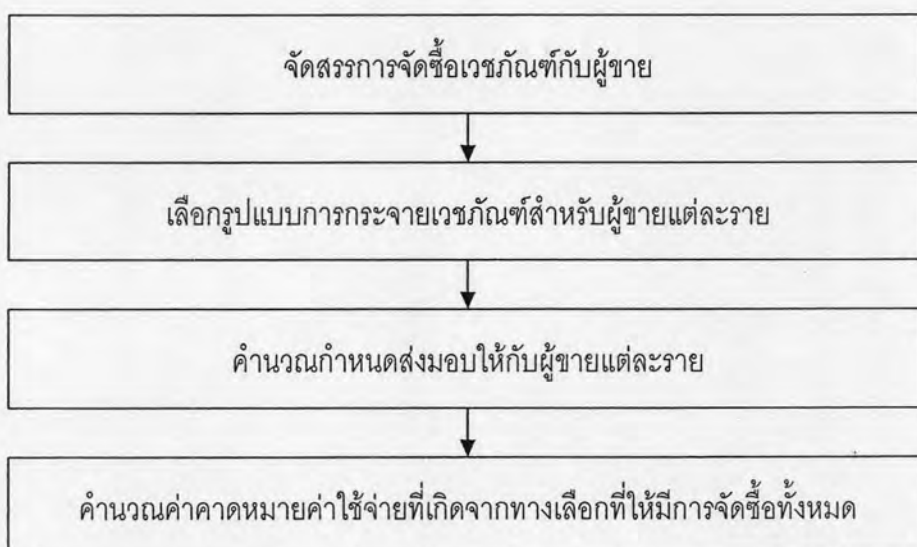 จัดสรรการจัดซื้อเวชภัณฑ์กับผู้ขาย
เลือกรูปแบบการกระจายเวชภัณฑ์สำหรับผู้ขายแต่ละราย
คำนวณกำหนดส่งมอบให้กับผู้ขายแต่ละราย
คำนวณค่าคาดหมายค่าใช้จ่ายที่เกิดจากทางเลือกที่ให้มีการจัดซื้อทั้งหมด